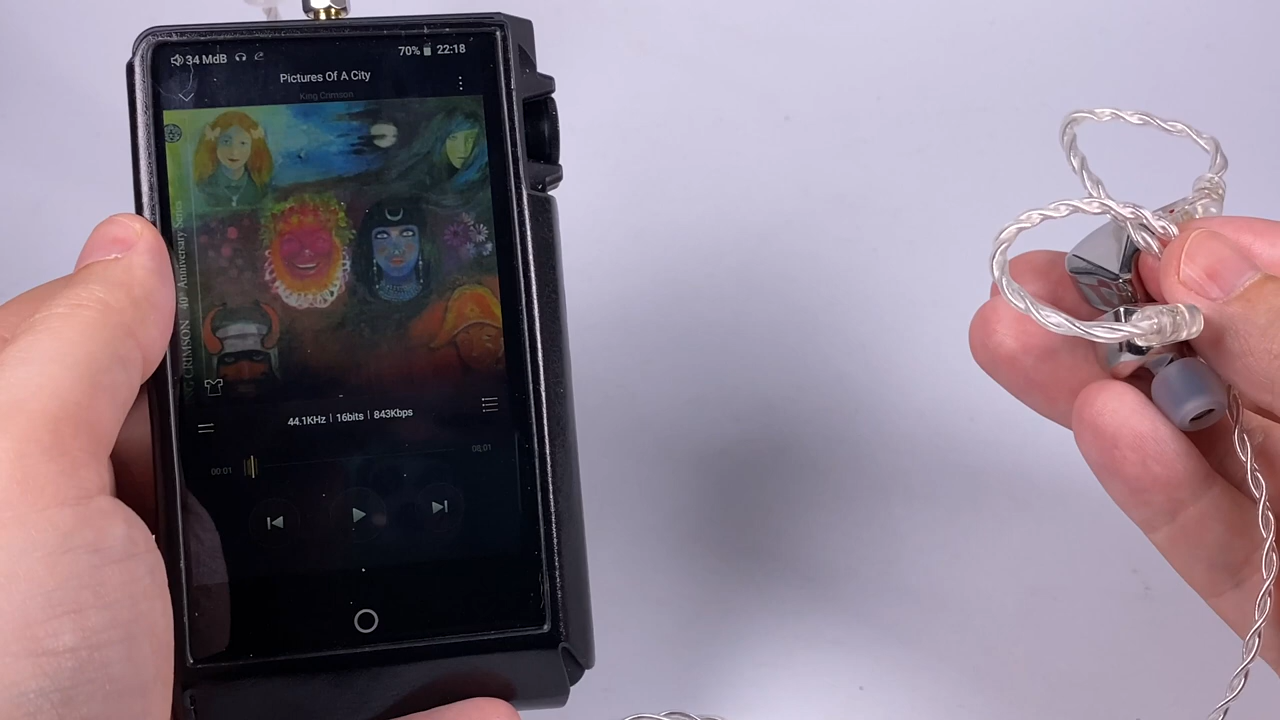 34 MdB
70% 22:18
Pictures Of A City
King Crimson
NG CRIMSON 40th Anniversary Series
44.1KHz | 16bits | 843Kbps
00:01
08:01